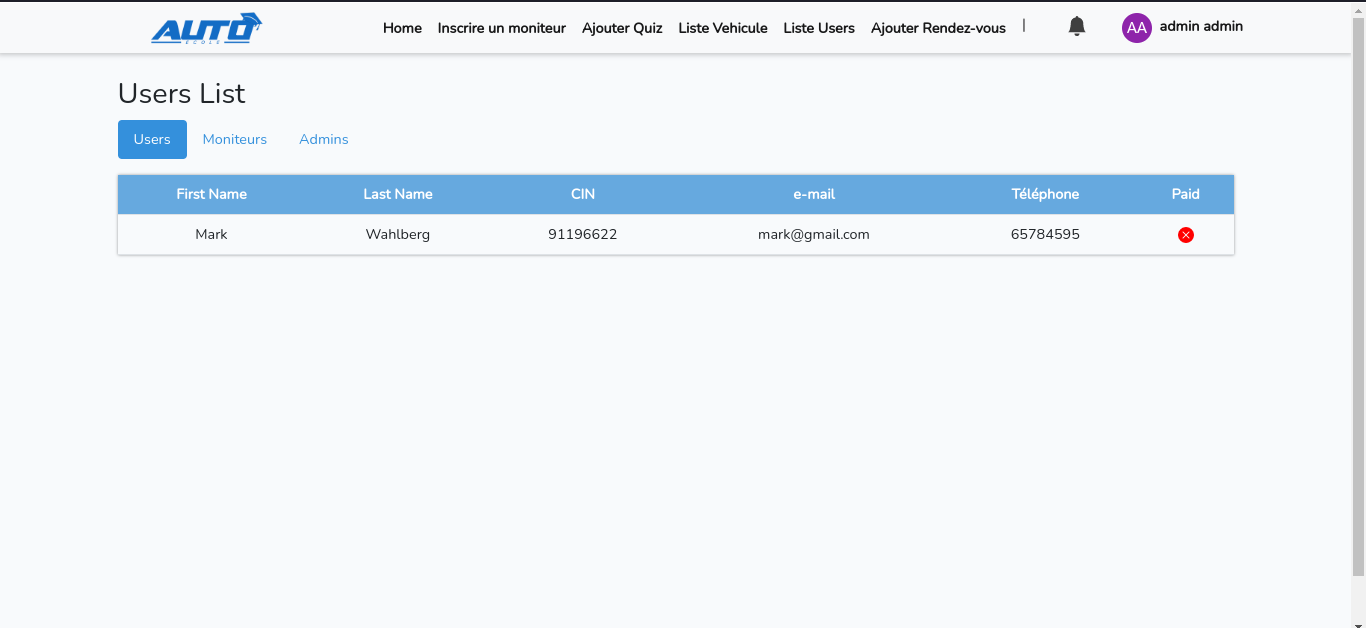 AUTO
ECOLE
Home Inscrire un moniteur Ajouter Quiz Liste Vehicule Liste Users Ajouter Rendez-vous | AA admin admin
Users List
Users Moniteurs Admins
First Name Last Name CIN e-mail Téléphone Paid
Mark Wahlberg 91196622 mark@gmail.com 65784595